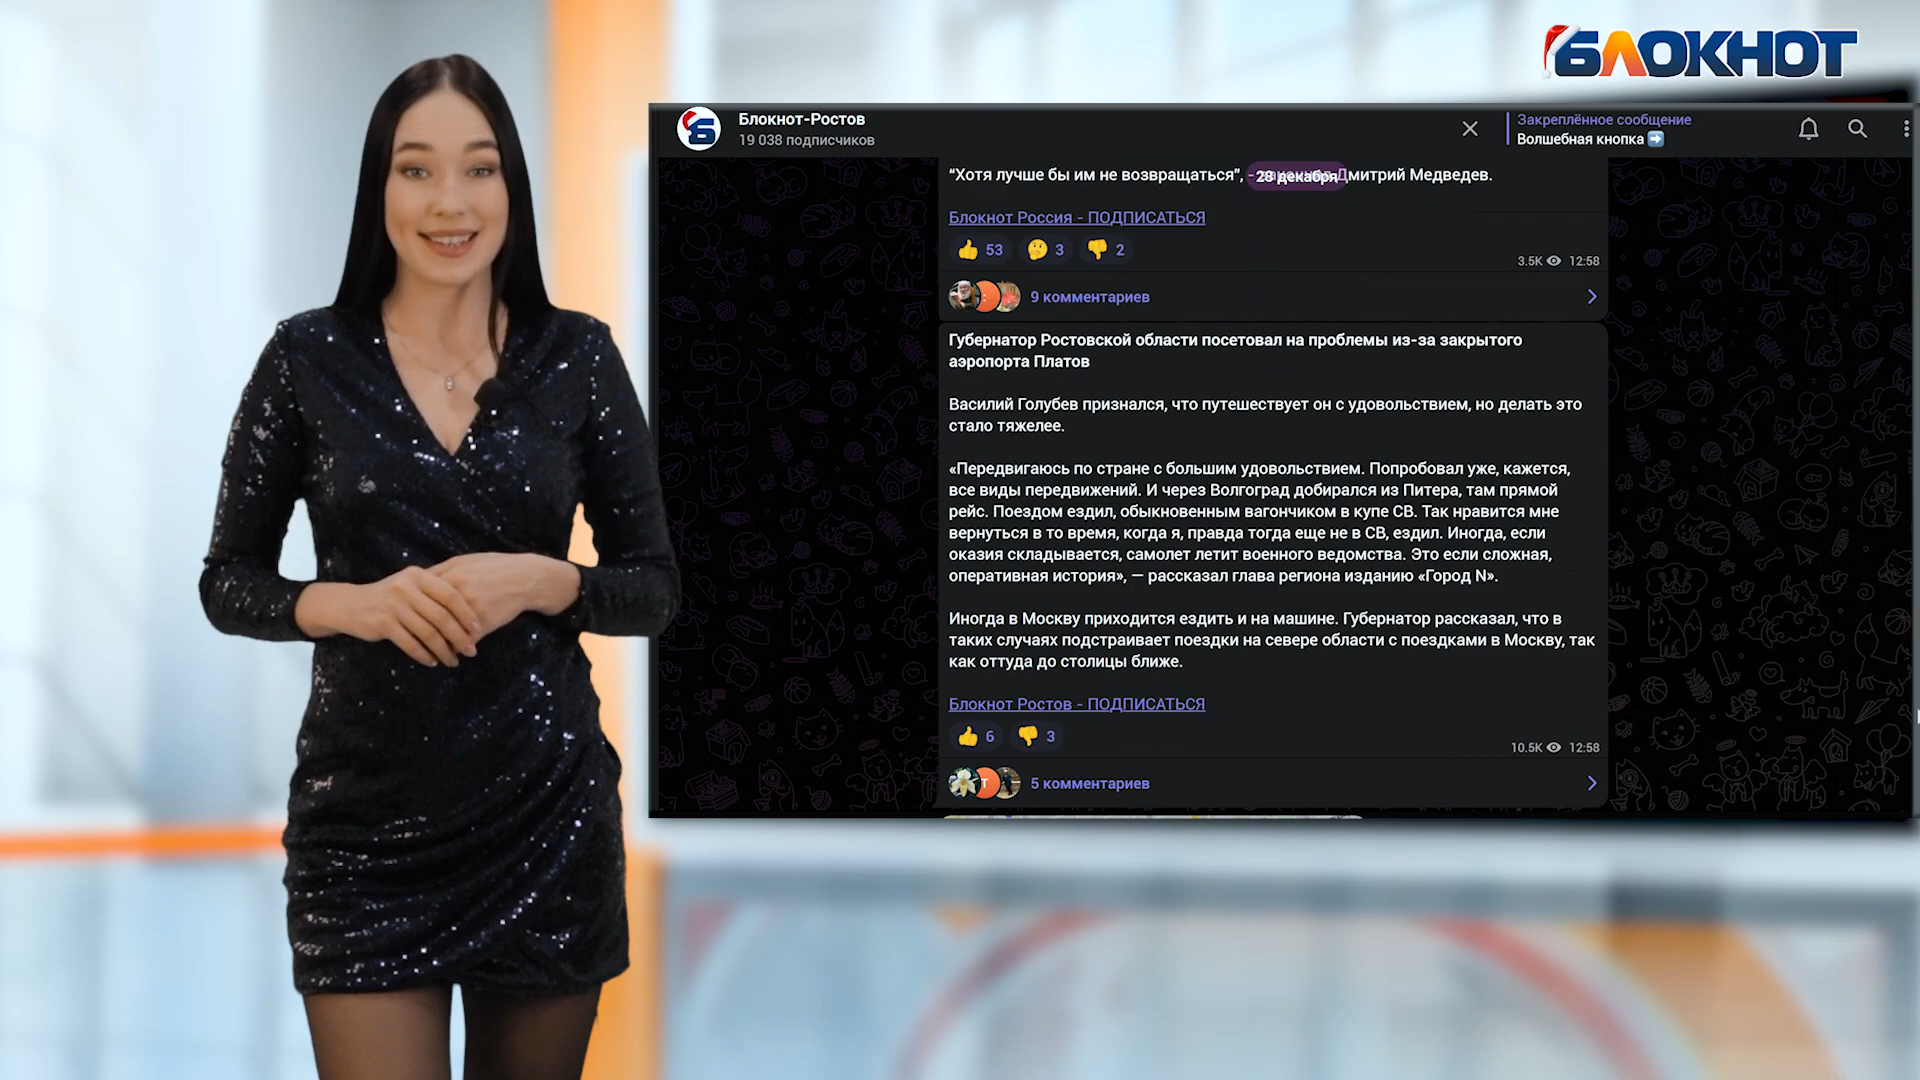 БЛОКНОТ
Блокнот-Ростов
19 038 подписчиков
Закреплённое сообщение
Волшебная кнопка ➡️
“Хотя лучше бы им не возвращаться”, - Дмитрий Медведев.
28 декабря
Блокнот Россия - ПОДПИСАТЬСЯ
👍 53 🤔 3 👎 2
3.5K 12:58
9 комментариев
Губернатор Ростовской области посетовал на проблемы из-за закрытого
аэропорта Платов
Василий Голубев признался, что путешествует он с удовольствием, но делать это
стало тяжелее.
«Передвигаюсь по стране с большим удовольствием. Попробовал уже, кажется,
все виды передвижений. И через Волгоград добирался из Питера, там прямой
рейс. Поездом ездил, обыкновенным вагончиком в купе СВ. Так нравится мне
вернуться в то время, когда я, правда тогда еще не в СВ, ездил. Иногда, если
оказия складывается, самолет летит военного ведомства. Это если сложная,
оперативная история», — рассказал глава региона изданию «Город N».
Иногда в Москву приходится ездить и на машине. Губернатор рассказал, что в
таких случаях подстраивает поездки на севере области с поездками в Москву, так
как оттуда до столицы ближе.
Блокнот Ростов - ПОДПИСАТЬСЯ
👍 6 👎 3
10.5K 12:58
Т
5 комментариев